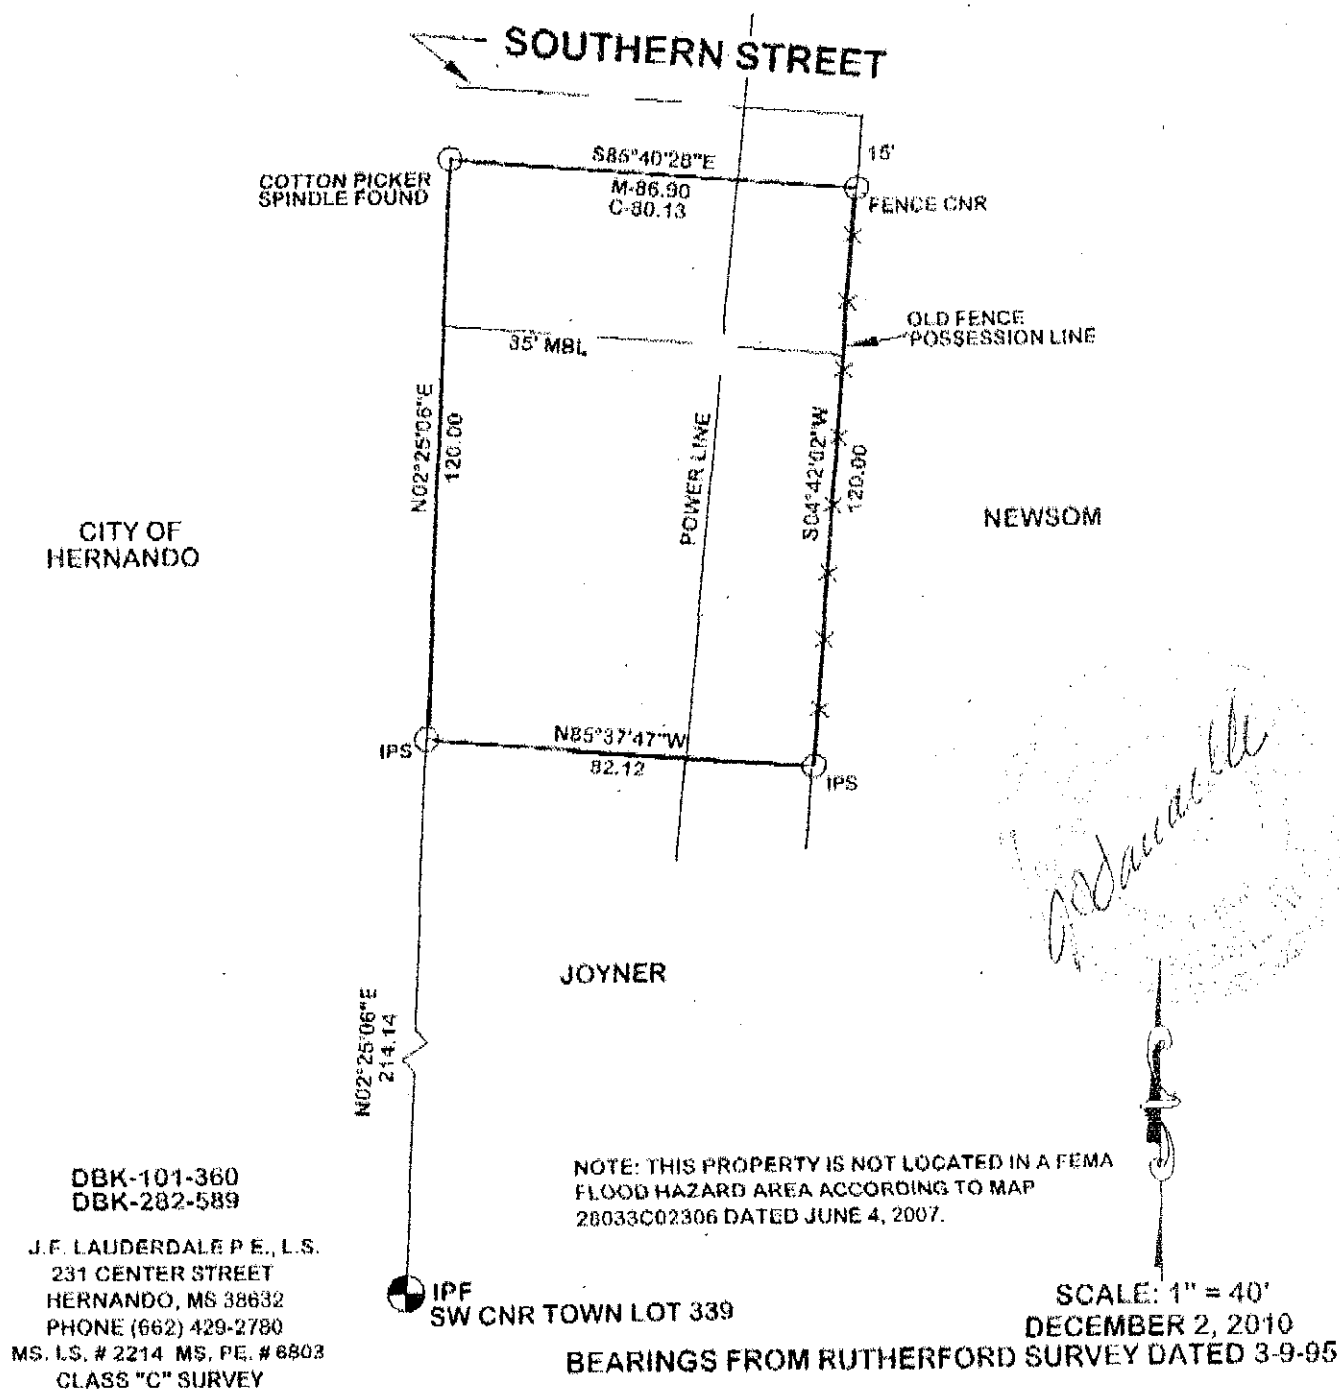 SOUTHERN STREET
S85°40'28"E
M-86.90
C-80.13
15'
COTTON PICKER
SPINDLE FOUND
FENCE CNR
OLD FENCE
POSSESSION LINE
35' MBL
N02°25'06"E
120.00
POWER LINE
S04°42'02"W
120.00
CITY OF
HERNANDO
NEWSOM
IPS
N85°37'47"W
82.12
IPS
JOYNER
N02°25'06"E
214.14
DBK-101-360
DBK-282-589
J.F. LAUDERDALE P.E., L.S.
231 CENTER STREET
HERNANDO, MS 38632
PHONE (662) 429-2780
MS. LS. # 2214 MS. PE. # 6803
CLASS "C" SURVEY
NOTE: THIS PROPERTY IS NOT LOCATED IN A FEMA
FLOOD HAZARD AREA ACCORDING TO MAP
28033C02306 DATED JUNE 4, 2007.
IPF
SW CNR TOWN LOT 339
SCALE: 1" = 40'
DECEMBER 2, 2010
BEARINGS FROM RUTHERFORD SURVEY DATED 3-9-95